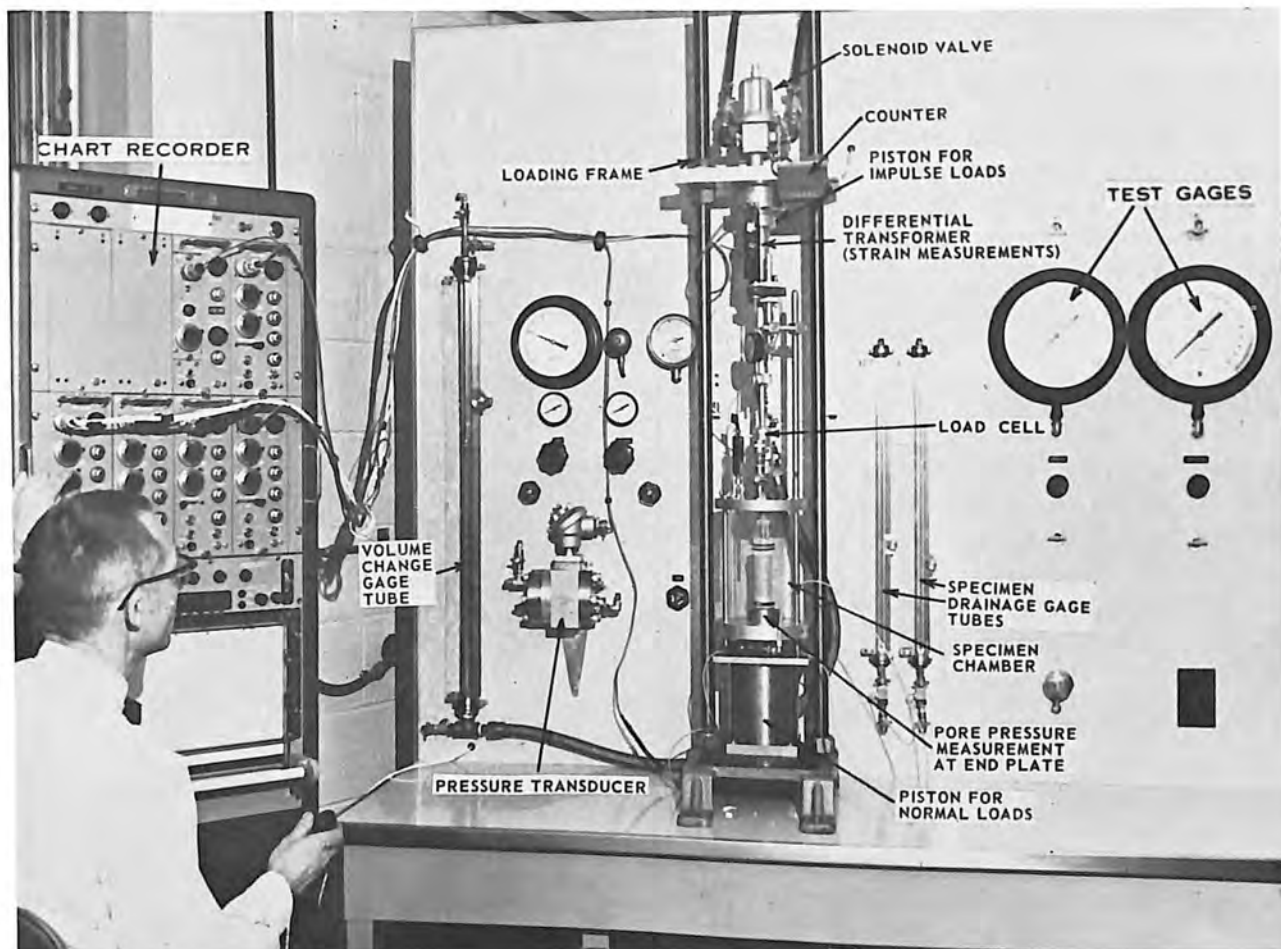 SOLENOID VALVE
COUNTER
CHART RECORDER
LOADING FRAME
PISTON FOR
IMPULSE LOADS
TEST GAGES
DIFFERENTIAL
TRANSFORMER
(STRAIN MEASUREMENTS)
LOAD CELL
VOLUME
CHANGE
GAGE
TUBE
SPECIMEN
DRAINAGE GAGE
TUBES
SPECIMEN
CHAMBER
PORE PRESSURE
MEASUREMENT
AT END PLATE
PRESSURE TRANSDUCER
PISTON FOR
NORMAL LOADS